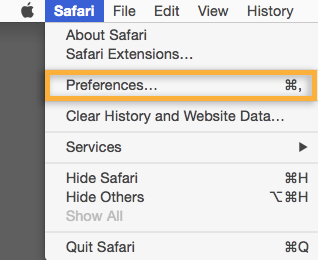 Safari File Edit View History
About Safari
Safari Extensions…
Preferences… ⌘,
Clear History and Website Data…
Services ▶
Hide Safari ⌘H
Hide Others ⌥⌘H
Show All
Quit Safari ⌘Q